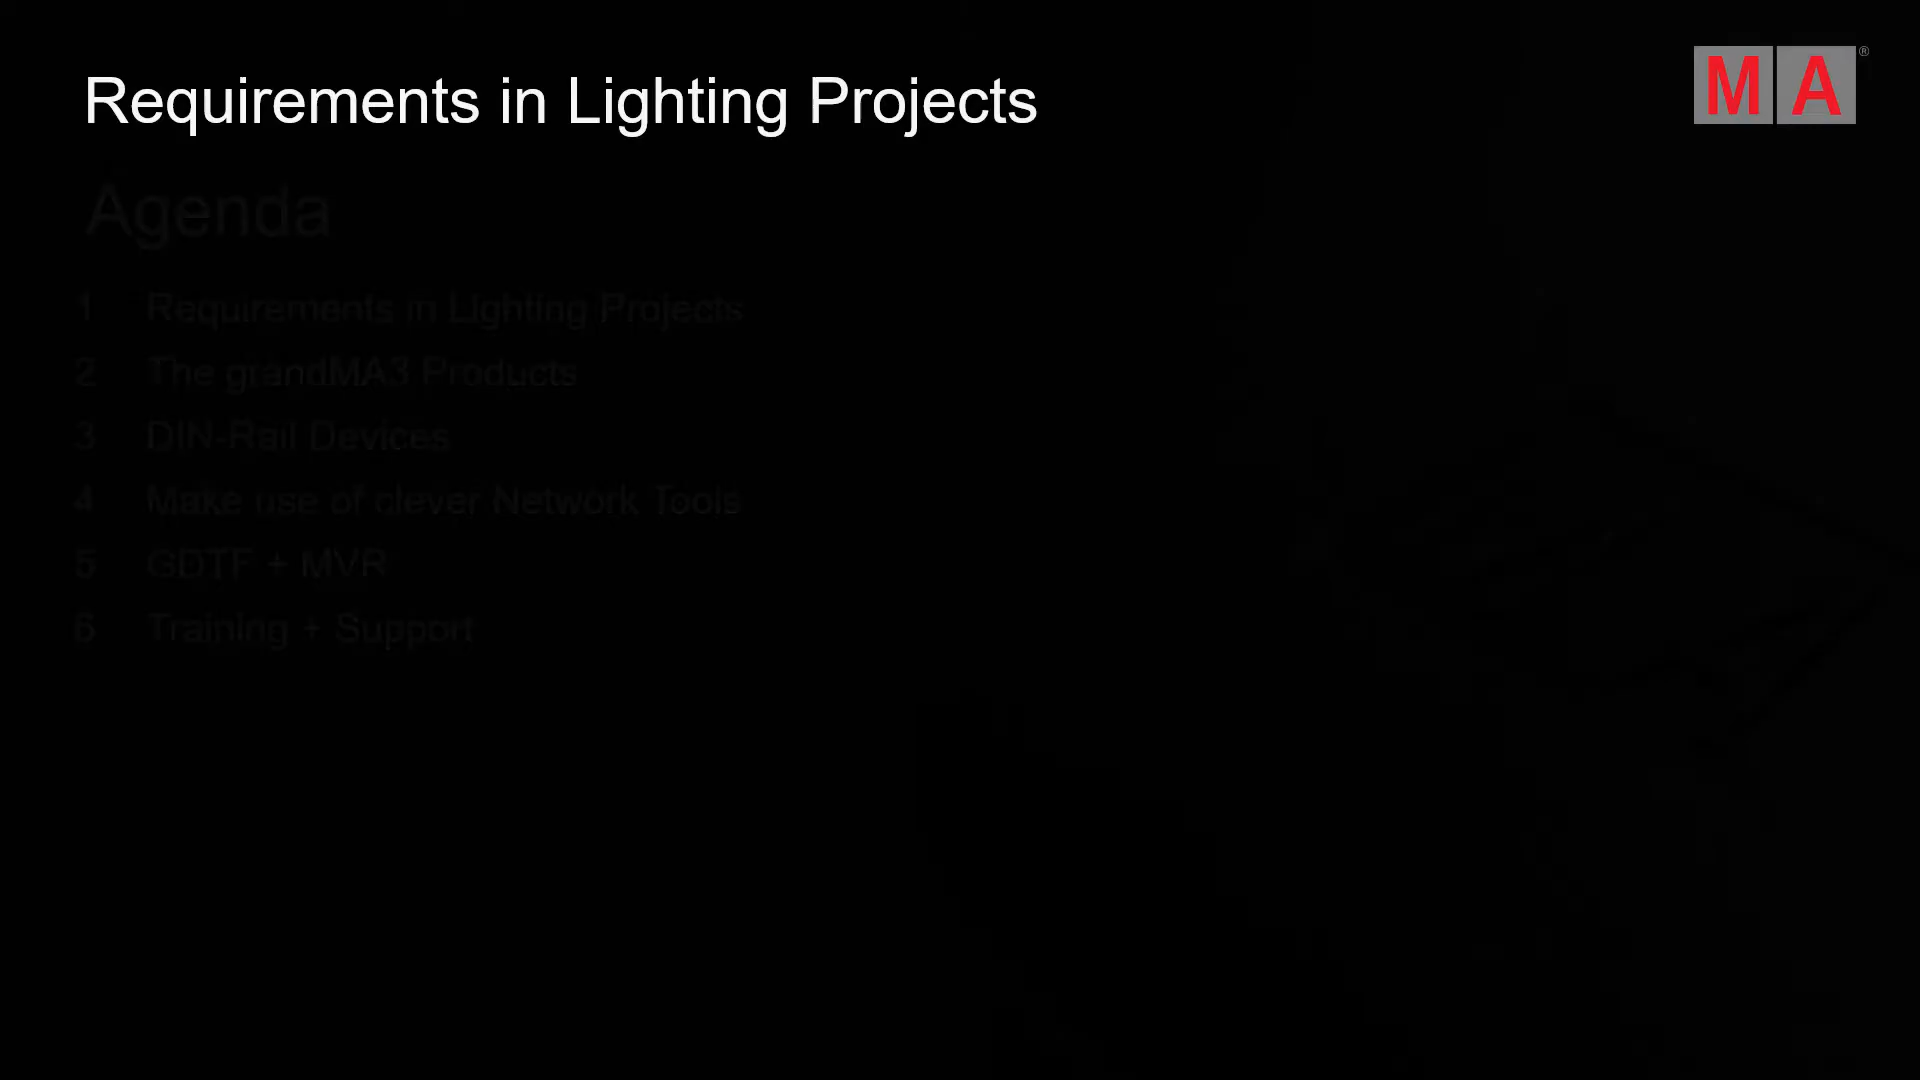 Requirements in Lighting Projects
MA®
Agenda
1 Requirements in Lighting Projects
2 The grandMA3 Products
3 DIN-Rail Devices
4 Make use of clever Network Tools
5 GDTF + MVR
6 Training + Support